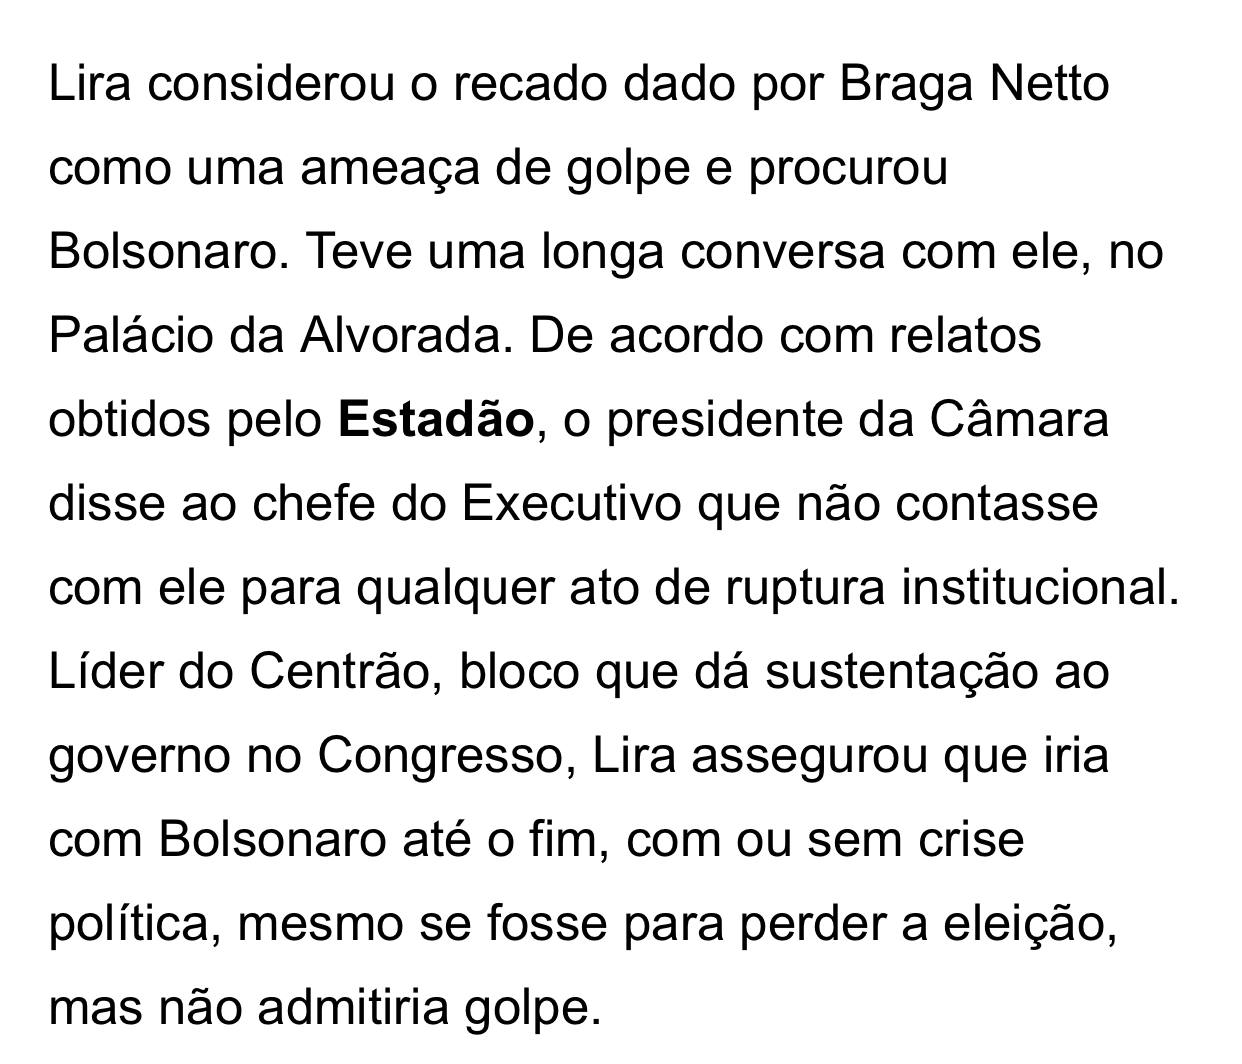 Lira considerou o recado dado por Braga Netto
como uma ameaça de golpe e procurou
Bolsonaro. Teve uma longa conversa com ele, no
Palácio da Alvorada. De acordo com relatos
obtidos pelo Estadão, o presidente da Câmara
disse ao chefe do Executivo que não contasse
com ele para qualquer ato de ruptura institucional.
Líder do Centrão, bloco que dá sustentação ao
governo no Congresso, Lira assegurou que iria
com Bolsonaro até o fim, com ou sem crise
política, mesmo se fosse para perder a eleição,
mas não admitiria golpe.